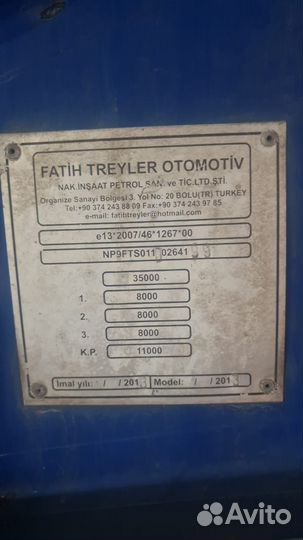 FATİH TREYLER OTOMOTİV
NAK.İNŞAAT PETROL SAN. ve TİC.LTD.ŞTİ.
Organize Sanayi Bölgesi 3. Yol No: 20 BOLU(TR) TURKEY
Tel:+90 374 243 88 09 Fax:+90 374 243 97 85
e-mail: fatihtreyler@hotmail.com
e13*2007/46*1267*00
NP9FTS011 02641
35000
1. 8000
2. 8000
3. 8000
K.P. 11000
İmal yılı: / /201 Model: / /201
Avito